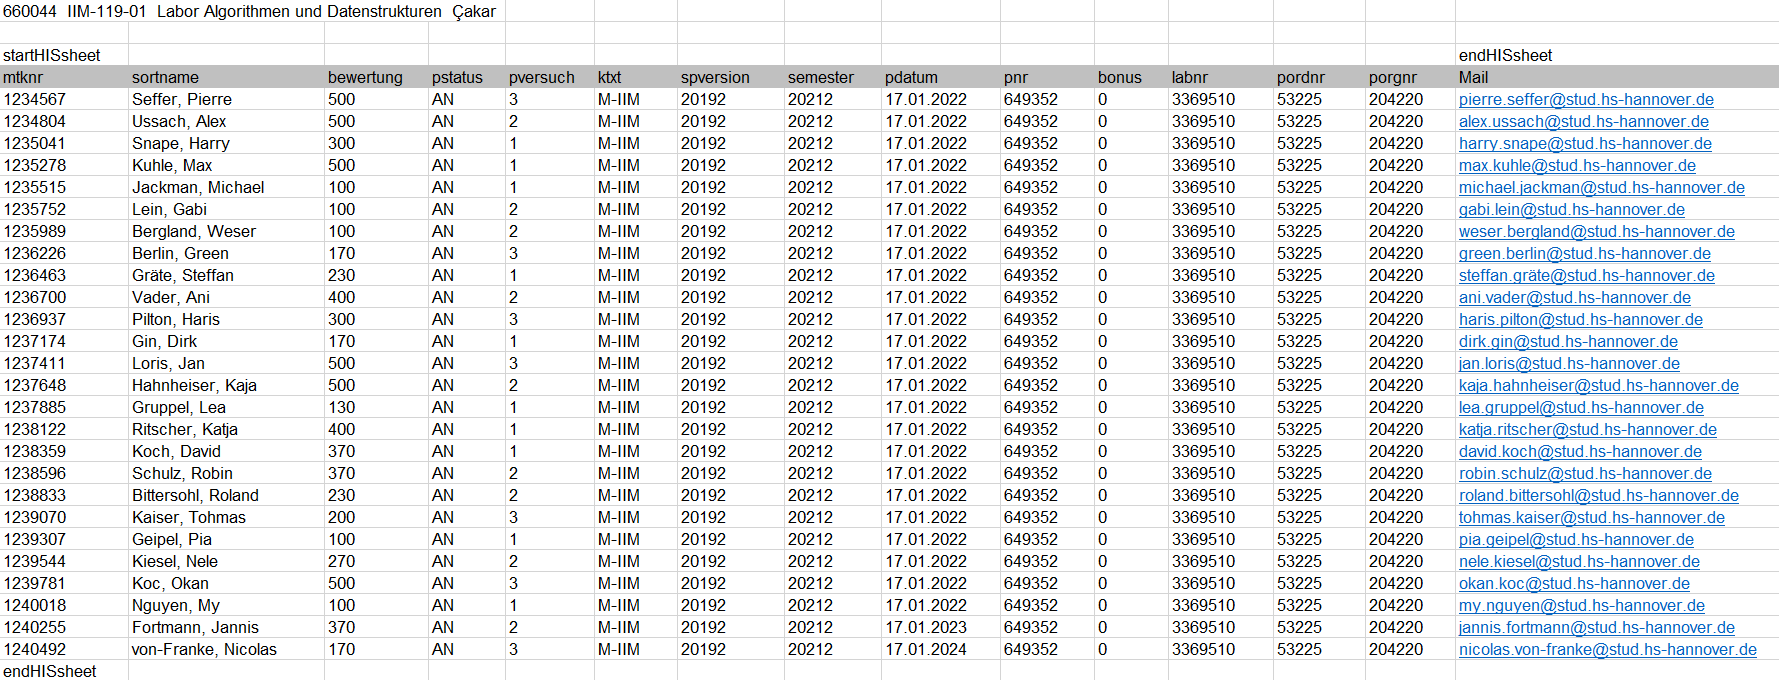 660044 IIM-119-01 Labor Algorithmen und Datenstrukturen Çakar
startHISsheet endHISsheet
mtknr sortname bewertung pstatus pversuch ktxt spversion semester pdatum pnr bonus labnr pordnr porgnr Mail
1234567 Seffer, Pierre 500 AN 3 M-IIM 20192 20212 17.01.2022 649352 0 3369510 53225 204220 pierre.seffer@stud.hs-hannover.de
1234804 Ussach, Alex 500 AN 2 M-IIM 20192 20212 17.01.2022 649352 0 3369510 53225 204220 alex.ussach@stud.hs-hannover.de
1235041 Snape, Harry 300 AN 1 M-IIM 20192 20212 17.01.2022 649352 0 3369510 53225 204220 harry.snape@stud.hs-hannover.de
1235278 Kuhle, Max 500 AN 1 M-IIM 20192 20212 17.01.2022 649352 0 3369510 53225 204220 max.kuhle@stud.hs-hannover.de
1235515 Jackman, Michael 100 AN 1 M-IIM 20192 20212 17.01.2022 649352 0 3369510 53225 204220 michael.jackman@stud.hs-hannover.de
1235752 Lein, Gabi 100 AN 2 M-IIM 20192 20212 17.01.2022 649352 0 3369510 53225 204220 gabi.lein@stud.hs-hannover.de
1235989 Bergland, Weser 100 AN 2 M-IIM 20192 20212 17.01.2022 649352 0 3369510 53225 204220 weser.bergland@stud.hs-hannover.de
1236226 Berlin, Green 170 AN 3 M-IIM 20192 20212 17.01.2022 649352 0 3369510 53225 204220 green.berlin@stud.hs-hannover.de
1236463 Gräte, Steffan 230 AN 1 M-IIM 20192 20212 17.01.2022 649352 0 3369510 53225 204220 steffan.gräte@stud.hs-hannover.de
1236700 Vader, Ani 400 AN 2 M-IIM 20192 20212 17.01.2022 649352 0 3369510 53225 204220 ani.vader@stud.hs-hannover.de
1236937 Pilton, Haris 300 AN 3 M-IIM 20192 20212 17.01.2022 649352 0 3369510 53225 204220 haris.pilton@stud.hs-hannover.de
1237174 Gin, Dirk 170 AN 1 M-IIM 20192 20212 17.01.2022 649352 0 3369510 53225 204220 dirk.gin@stud.hs-hannover.de
1237411 Loris, Jan 500 AN 3 M-IIM 20192 20212 17.01.2022 649352 0 3369510 53225 204220 jan.loris@stud.hs-hannover.de
1237648 Hahnheiser, Kaja 500 AN 2 M-IIM 20192 20212 17.01.2022 649352 0 3369510 53225 204220 kaja.hahnheiser@stud.hs-hannover.de
1237885 Gruppel, Lea 130 AN 1 M-IIM 20192 20212 17.01.2022 649352 0 3369510 53225 204220 lea.gruppel@stud.hs-hannover.de
1238122 Ritscher, Katja 400 AN 1 M-IIM 20192 20212 17.01.2022 649352 0 3369510 53225 204220 katja.ritscher@stud.hs-hannover.de
1238359 Koch, David 370 AN 1 M-IIM 20192 20212 17.01.2022 649352 0 3369510 53225 204220 david.koch@stud.hs-hannover.de
1238596 Schulz, Robin 370 AN 2 M-IIM 20192 20212 17.01.2022 649352 0 3369510 53225 204220 robin.schulz@stud.hs-hannover.de
1238833 Bittersohl, Roland 230 AN 2 M-IIM 20192 20212 17.01.2022 649352 0 3369510 53225 204220 roland.bittersohl@stud.hs-hannover.de
1239070 Kaiser, Tohmas 200 AN 3 M-IIM 20192 20212 17.01.2022 649352 0 3369510 53225 204220 tohmas.kaiser@stud.hs-hannover.de
1239307 Geipel, Pia 100 AN 1 M-IIM 20192 20212 17.01.2022 649352 0 3369510 53225 204220 pia.geipel@stud.hs-hannover.de
1239544 Kiesel, Nele 270 AN 2 M-IIM 20192 20212 17.01.2022 649352 0 3369510 53225 204220 nele.kiesel@stud.hs-hannover.de
1239781 Koc, Okan 500 AN 3 M-IIM 20192 20212 17.01.2022 649352 0 3369510 53225 204220 okan.koc@stud.hs-hannover.de
1240018 Nguyen, My 100 AN 1 M-IIM 20192 20212 17.01.2022 649352 0 3369510 53225 204220 my.nguyen@stud.hs-hannover.de
1240255 Fortmann, Jannis 370 AN 2 M-IIM 20192 20212 17.01.2023 649352 0 3369510 53225 204220 jannis.fortmann@stud.hs-hannover.de
1240492 von-Franke, Nicolas 170 AN 3 M-IIM 20192 20212 17.01.2024 649352 0 3369510 53225 204220 nicolas.von-franke@stud.hs-hannover.de
endHISsheet